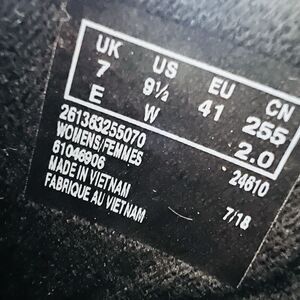 UK US EU CN
7 9½ 41 255
E W 2.0
261363255070 24610
WOMENS/FEMMES
61046906
MADE IN VIETNAM 7/18
FABRIQUE AU VIETNAM